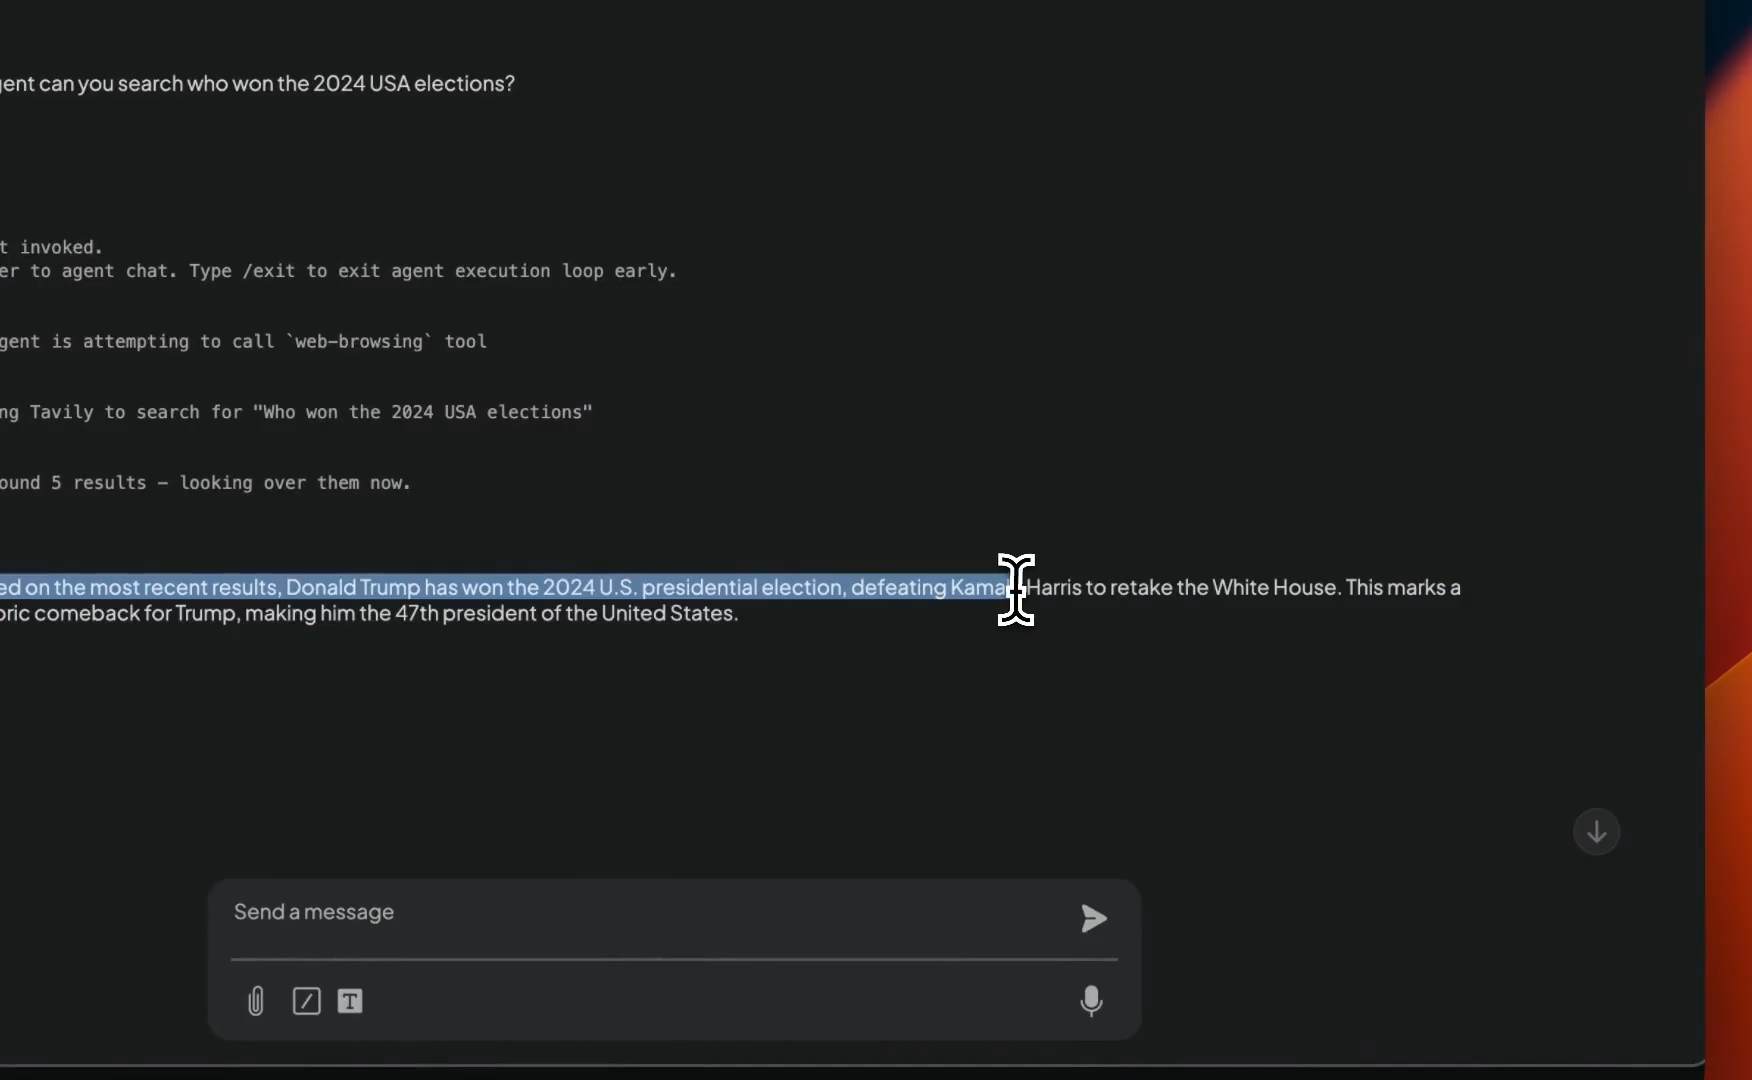 gent can you search who won the 2024 USA elections?
t invoked.
er to agent chat. Type /exit to exit agent execution loop early.
gent is attempting to call `web-browsing` tool
ng Tavily to search for "Who won the 2024 USA elections"
ound 5 results — looking over them now.
ed on the most recent results, Donald Trump has won the 2024 U.S. presidential election, defeating Kama Harris to retake the White House. This marks a
oric comeback for Trump, making him the 47th president of the United States.
Send a message
T